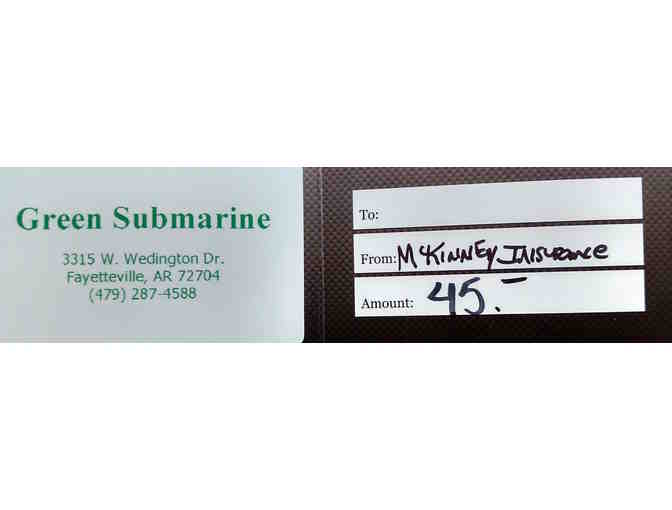 Green Submarine
3315 W. Wedington Dr.
Fayetteville, AR 72704
(479) 287-4588
To:
From: McKinney Insurance
Amount: 45.–